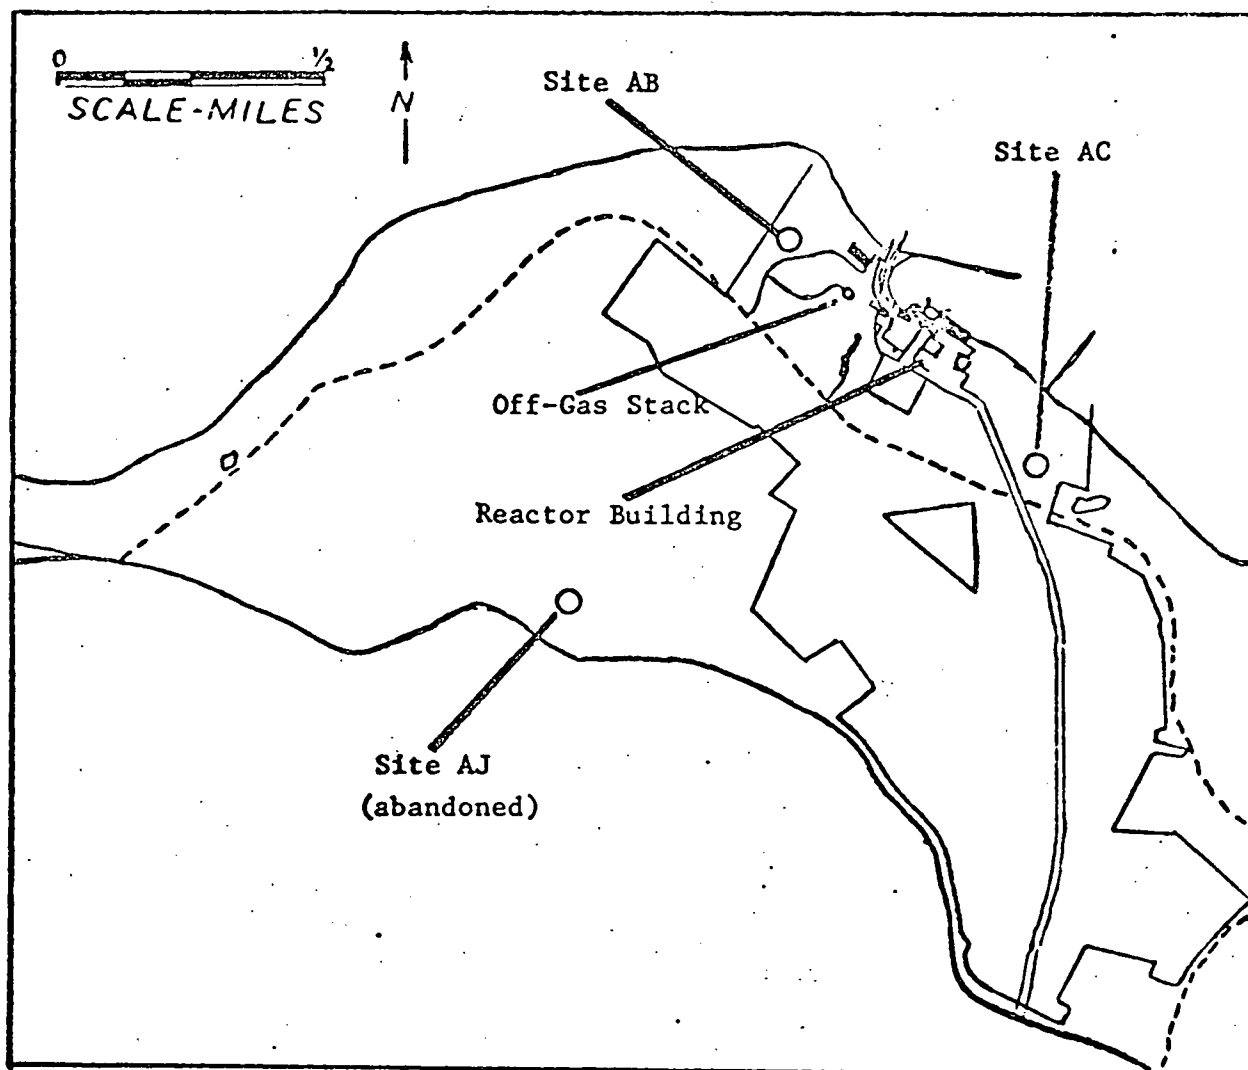 0 1/2
SCALE-MILES
N
Site AB
Site AC
Off-Gas Stack
Reactor Building
Site AJ
(abandoned)